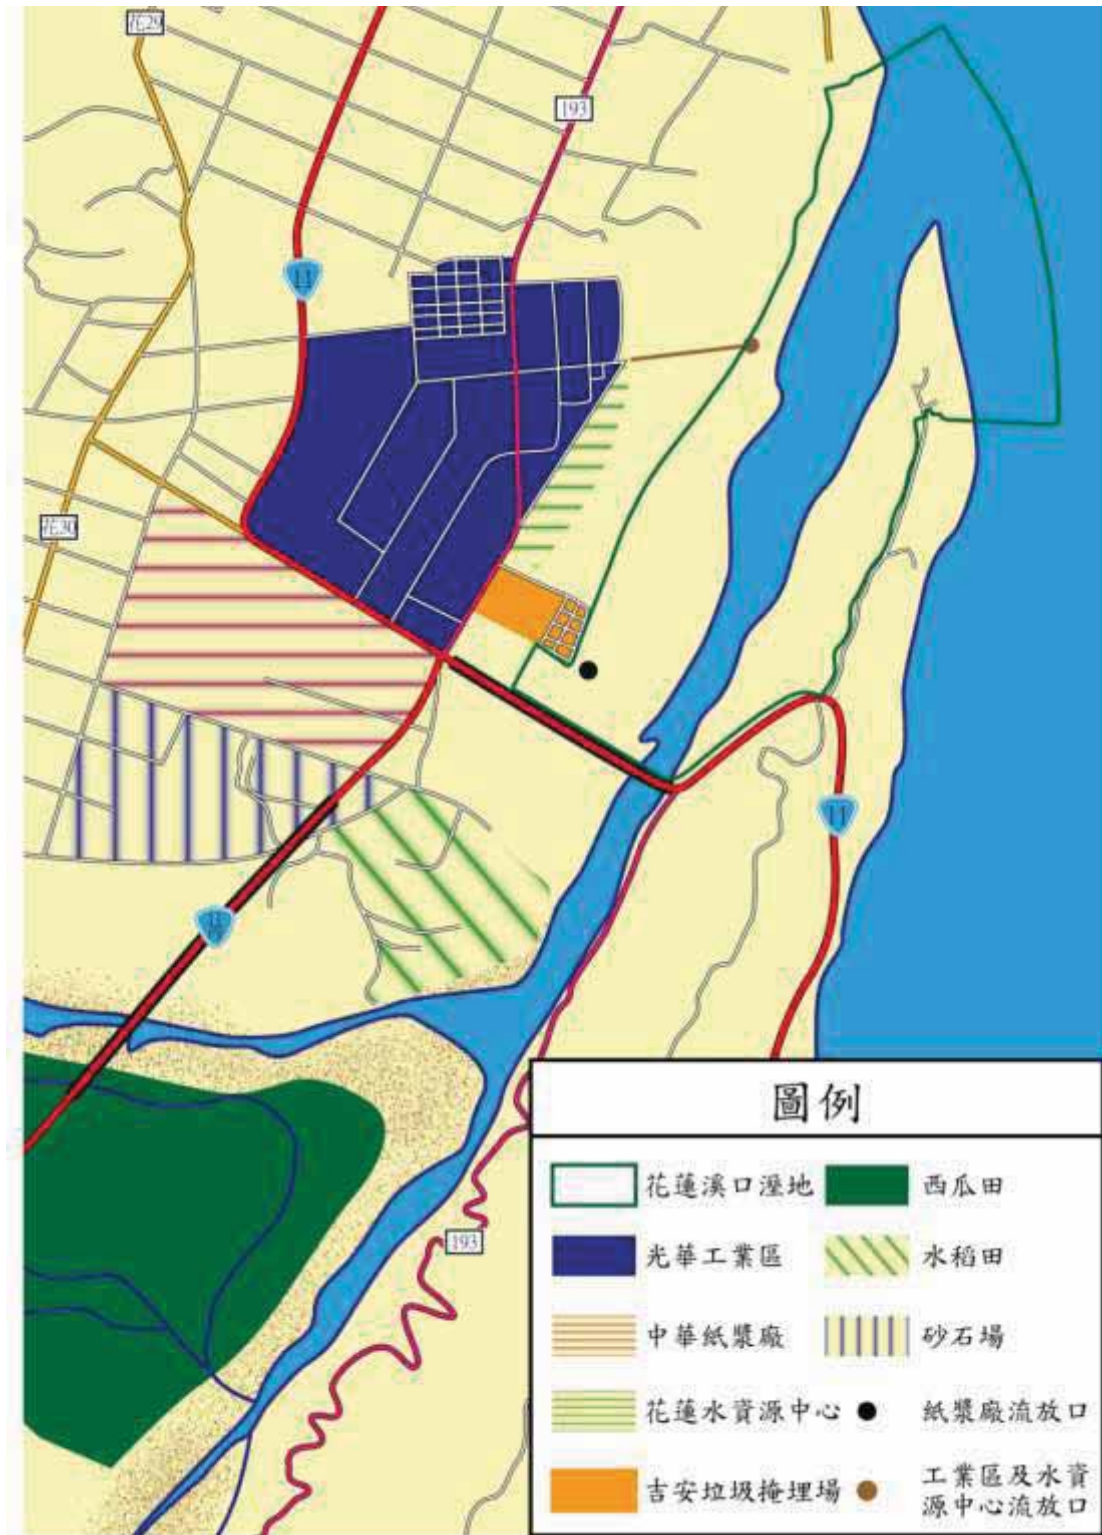 花29
193
11
花30
11
193
圖例
花蓮溪口溼地
西瓜田
光華工業區
水稻田
中華紙漿廠
砂石場
花蓮水資源中心
紙漿廠流放口
吉安垃圾掩埋場
工業區及水資
源中心流放口